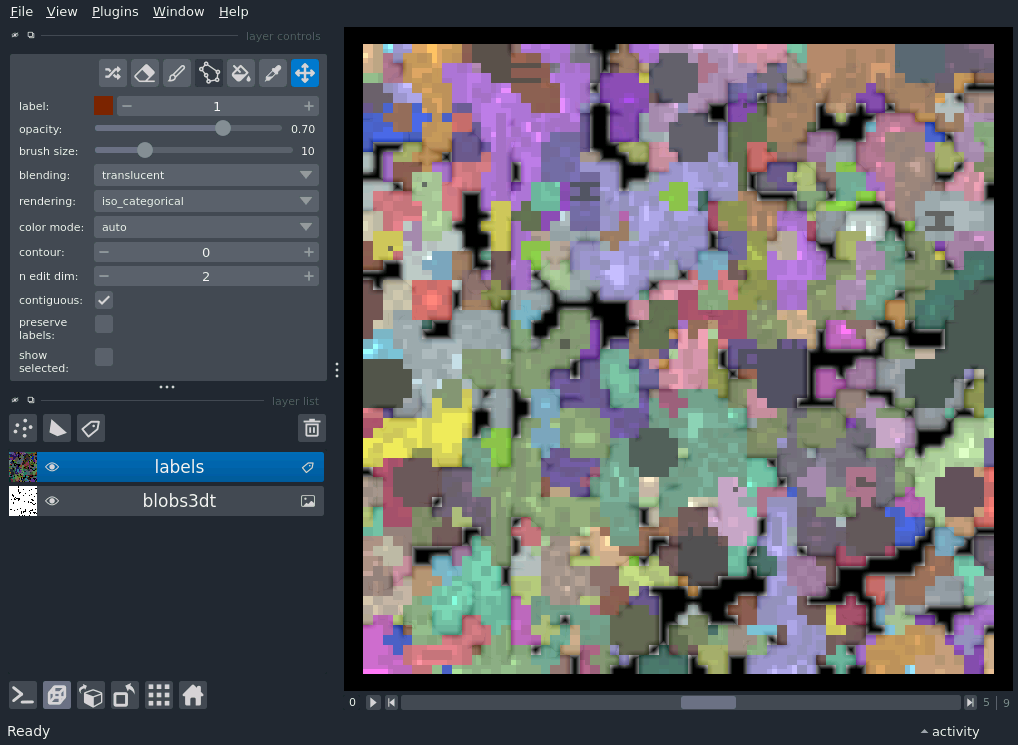 File View Plugins Window Help
layer controls
label: 1
opacity: 0.70
brush size: 10
blending: translucent
rendering: iso_categorical
color mode: auto
contour: 0
n edit dim: 2
contiguous:
preserve
labels:
show
selected:
layer list
labels
blobs3dt
0 5 | 9
Ready activity